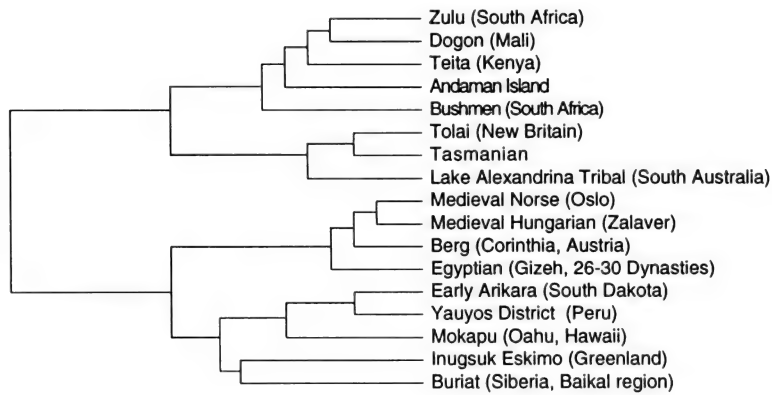 Zulu (South Africa)
Dogon (Mali)
Teita (Kenya)
Andaman Island
Bushmen (South Africa)
Tolai (New Britain)
Tasmanian
Lake Alexandrina Tribal (South Australia)
Medieval Norse (Oslo)
Medieval Hungarian (Zalaver)
Berg (Corinthia, Austria)
Egyptian (Gizeh, 26-30 Dynasties)
Early Arikara (South Dakota)
Yauyos District (Peru)
Mokapu (Oahu, Hawaii)
Inugsuk Eskimo (Greenland)
Buriat (Siberia, Baikal region)